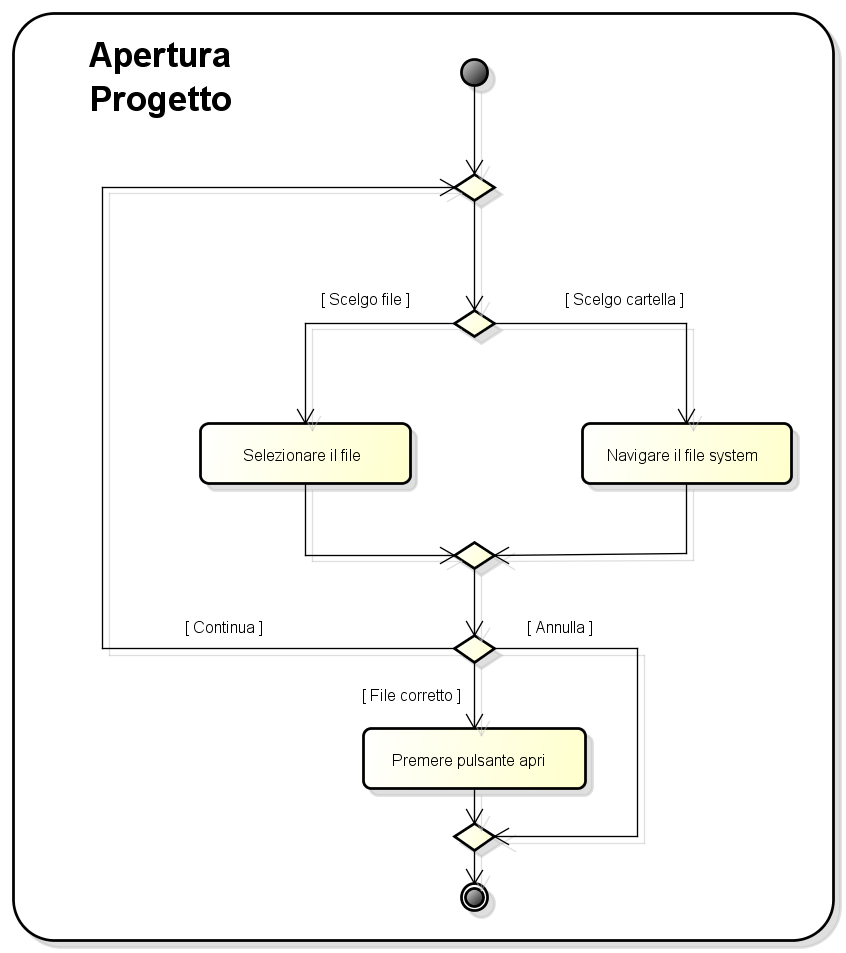 Apertura
Progetto
[ Scelgo file ]
[ Scelgo cartella ]
Selezionare il file
Navigare il file system
[ Continua ]
[ Annulla ]
[ File corretto ]
Premere pulsante apri